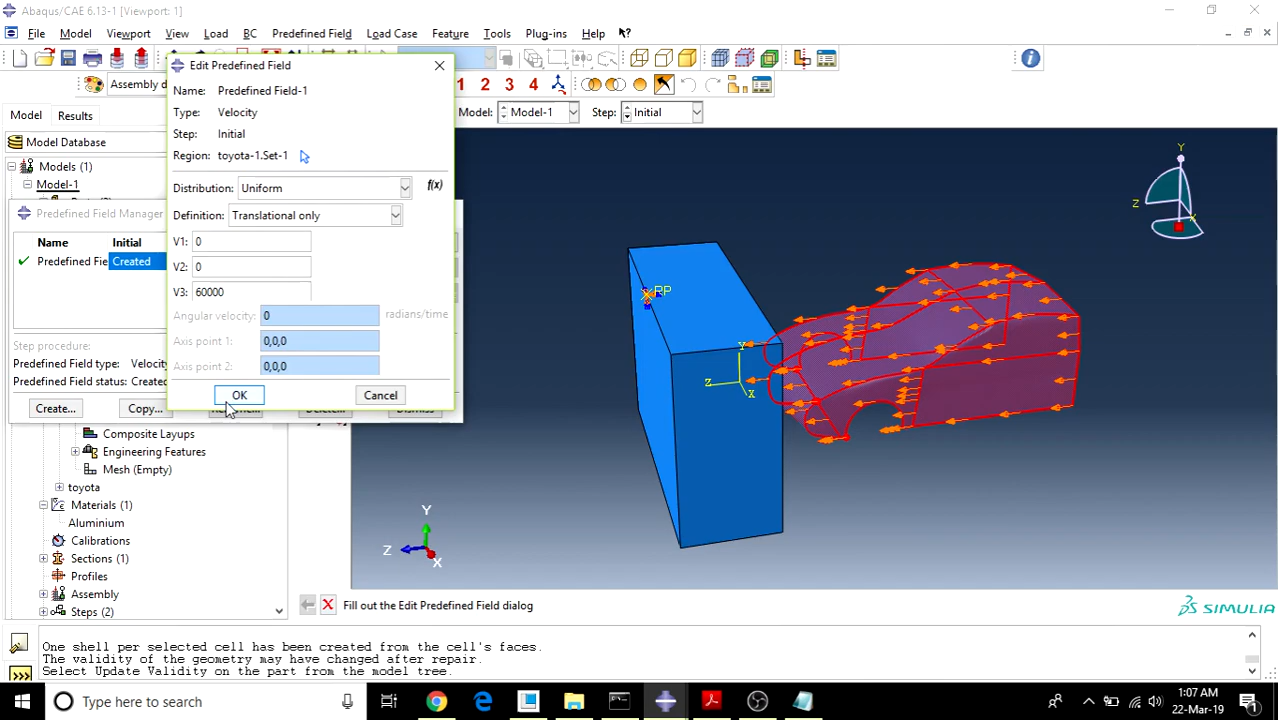 Abaqus/CAE 6.13-1 [Viewport: 1]
File Model Viewport View Load BC Predefined Field Load Case Feature Tools Plug-ins Help
1 2 3 4
Assembly d
Model: Model-1 Step: Initial
Model Results
Model Database
Models (1)
Model-1
Predefined Field Manager
Name Initial
Predefined Fie Created
Step procedure:
Predefined field type: Velocity
Predefined field status: Create
Create... Copy...
Edit Predefined Field
Name: Predefined Field-1
Type: Velocity
Step: Initial
Region: toyota-1.Set-1
Distribution: Uniform f(x)
Definition: Translational only
V1: 0
V2: 0
V3: 60000
Angular velocity: 0 radians/time
Axis point 1: 0,0,0
Axis point 2: 0,0,0
OK Cancel
Composite Layups
Engineering Features
Mesh (Empty)
toyota
Materials (1)
Aluminium
Calibrations
Sections (1)
Profiles
Assembly
Steps (2)
RP
Y
Z
X
Y
Z
X
Y
Z
X
Fill out the Edit Predefined Field dialog
SIMULIA
One shell per selected cell has been created from the cell's faces.
The validity of the geometry may have changed after repair.
Select Update Validity on the part from the model tree.
Type here to search
1:07 AM
22-Mar-19